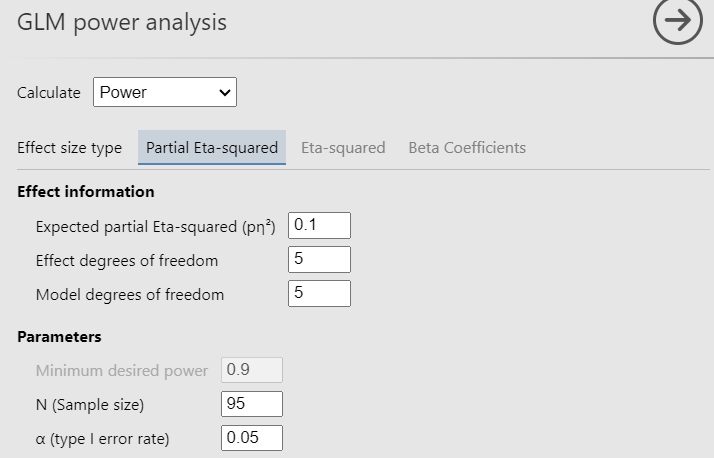 GLM power analysis
Calculate Power
Effect size type Partial Eta-squared Eta-squared Beta Coefficients
Effect information
Expected partial Eta-squared (pη²) 0.1
Effect degrees of freedom 5
Model degrees of freedom 5
Parameters
Minimum desired power 0.9
N (Sample size) 95
α (type I error rate) 0.05